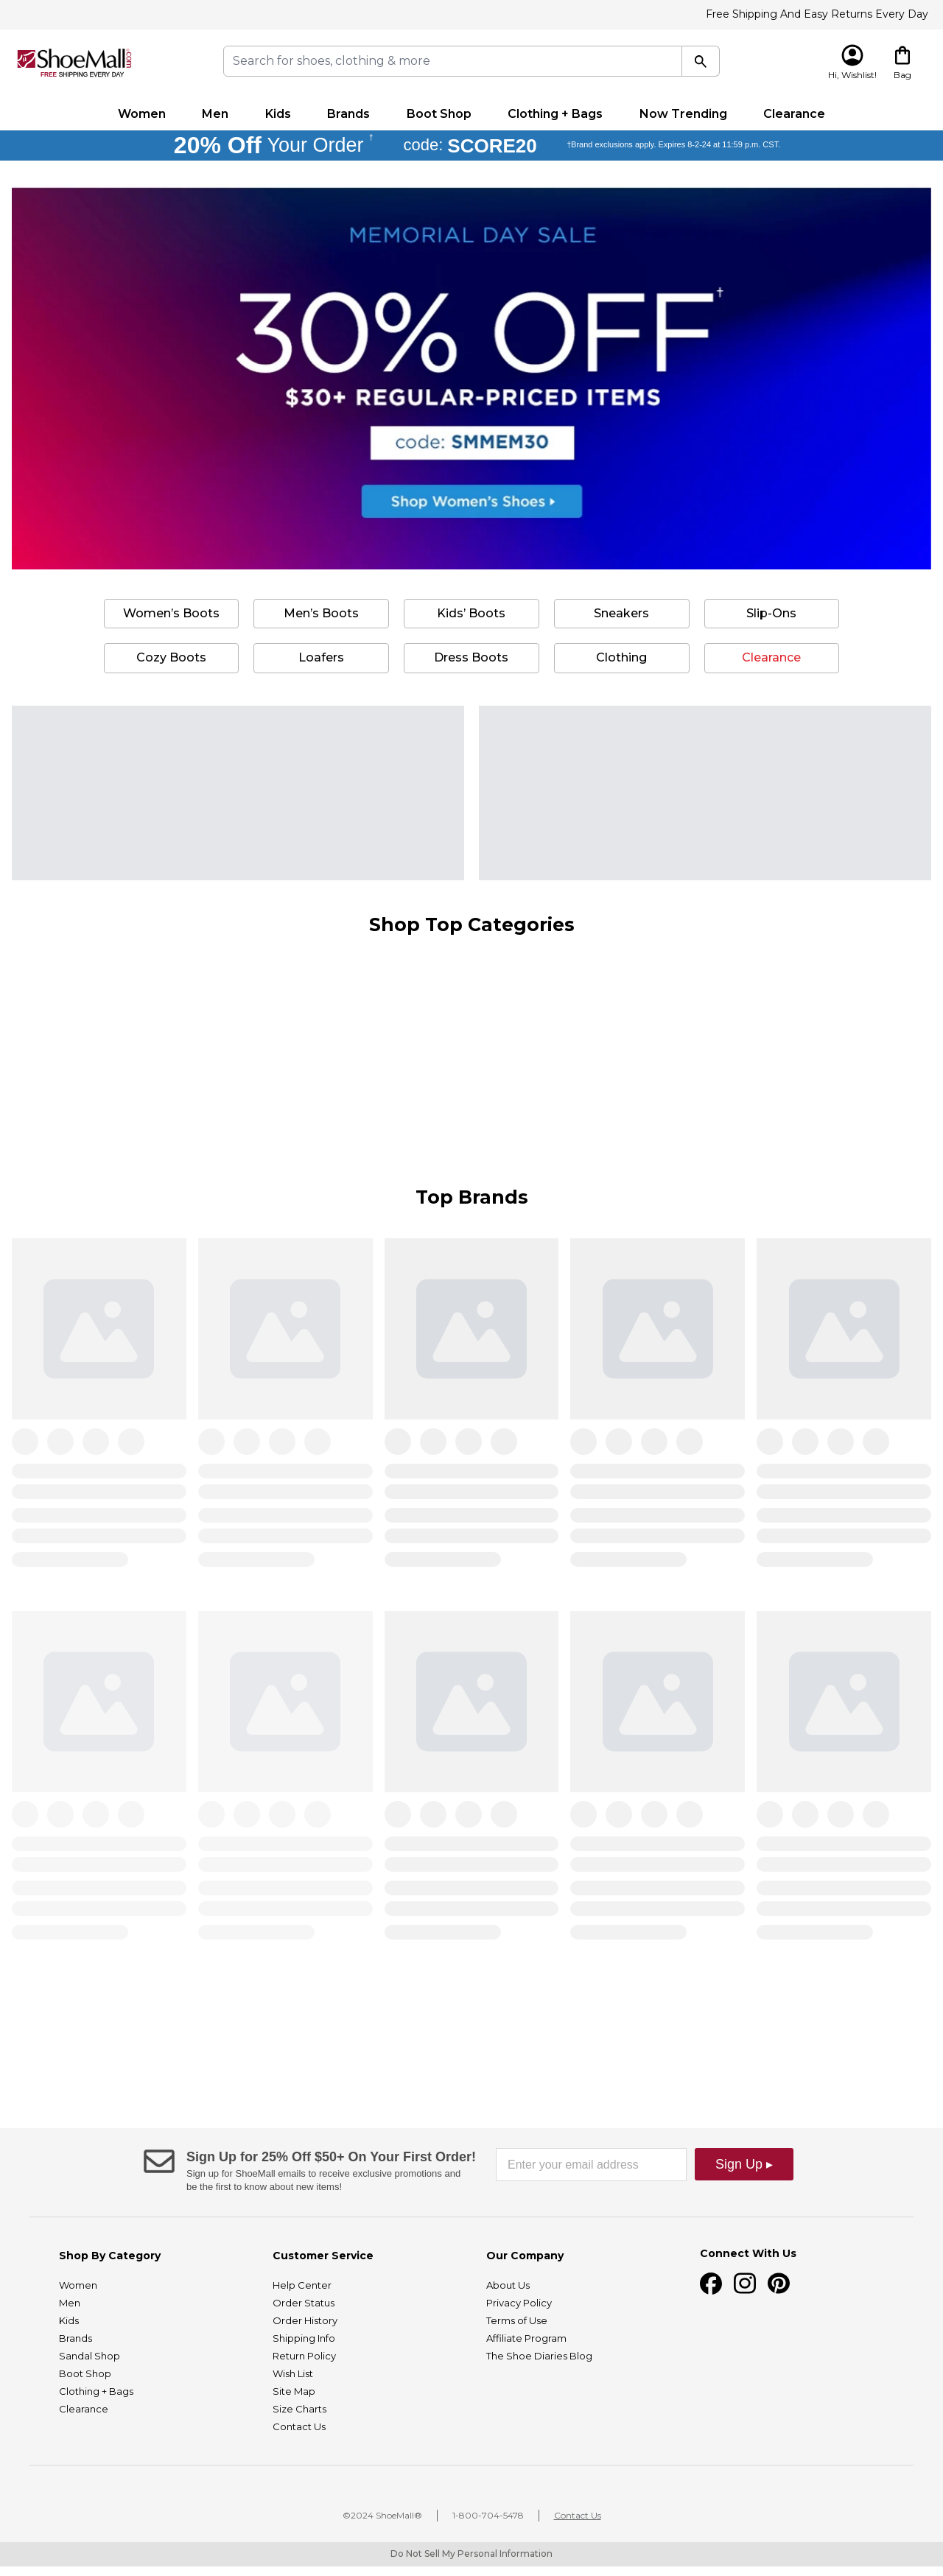 Free Shipping And Easy Returns Every Day
ShoeMall.com
FREE SHIPPING EVERY DAY
Search for shoes, clothing & more
Hi, Wishlist!
Bag
Women Men Kids Brands Boot Shop Clothing + Bags Now Trending Clearance
20% Off Your Order † code: SCORE20 †Brand exclusions apply. Expires 8-2-24 at 11:59 p.m. CST.
MEMORIAL DAY SALE
30% OFF†
$30+ REGULAR-PRICED ITEMS
code: SMMEM30
Shop Women's Shoes ▸
Women’s Boots Men’s Boots Kids’ Boots Sneakers Slip-Ons
Cozy Boots Loafers Dress Boots Clothing Clearance
Shop Top Categories
Top Brands
Sign Up for 25% Off $50+ On Your First Order!
Sign up for ShoeMall emails to receive exclusive promotions and
be the first to know about new items!
Enter your email address
Sign Up ▸
Shop By Category
Women
Men
Kids
Brands
Sandal Shop
Boot Shop
Clothing + Bags
Clearance
Customer Service
Help Center
Order Status
Order History
Shipping Info
Return Policy
Wish List
Site Map
Size Charts
Contact Us
Our Company
About Us
Privacy Policy
Terms of Use
Affiliate Program
The Shoe Diaries Blog
Connect With Us
©2024 ShoeMall® 1-800-704-5478 Contact Us
Do Not Sell My Personal Information